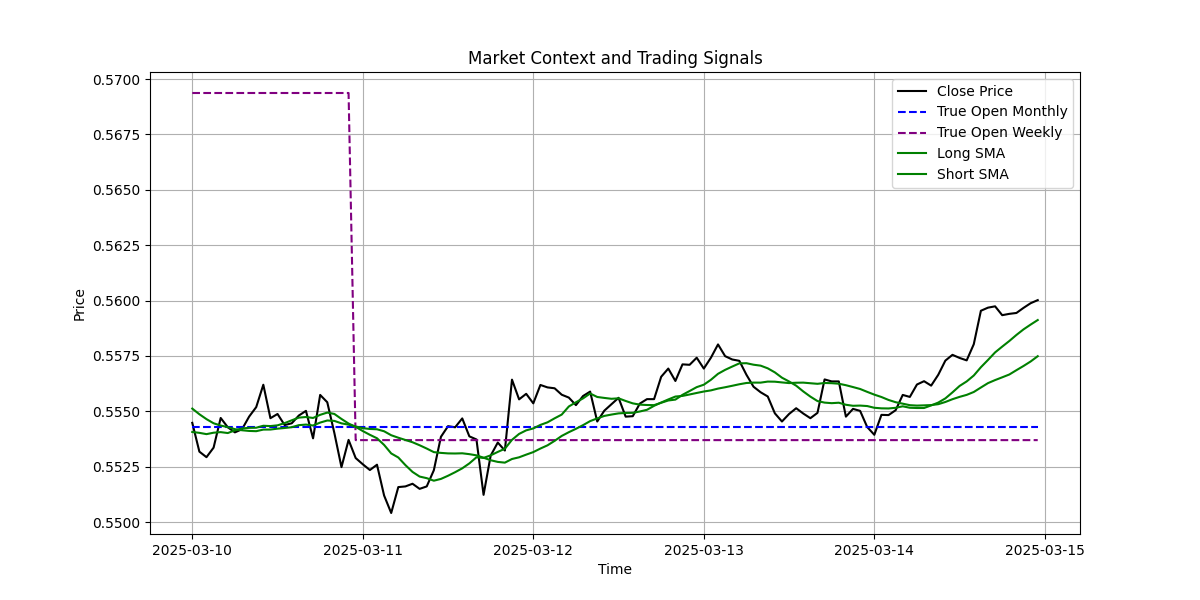 Market Context and Trading Signals
Close Price
True Open Monthly
True Open Weekly
Long SMA
Short SMA
Price
0.5700
0.5675
0.5650
0.5625
0.5600
0.5575
0.5550
0.5525
0.5500
2025-03-10
2025-03-11
2025-03-12
2025-03-13
2025-03-14
2025-03-15
Time